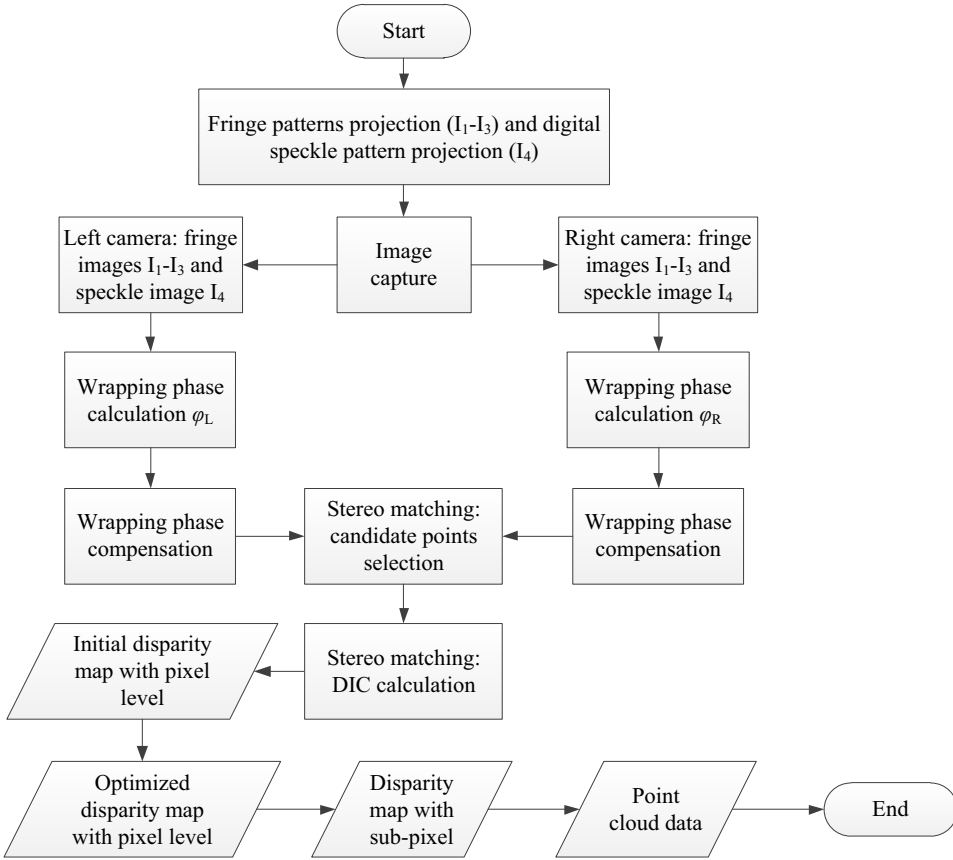 Start
Fringe patterns projection (I₁-I₃) and digital
speckle pattern projection (I₄)
Left camera: fringe
images I₁-I₃ and
speckle image I₄
Image
capture
Right camera: fringe
images I₁-I₃ and
speckle image I₄
Wrapping phase
calculation φL
Wrapping phase
calculation φR
Wrapping phase
compensation
Stereo matching:
candidate points
selection
Wrapping phase
compensation
Initial disparity
map with pixel
level
Stereo matching:
DIC calculation
Optimized
disparity map
with pixel level
Disparity
map with
sub-pixel
Point
cloud data
End